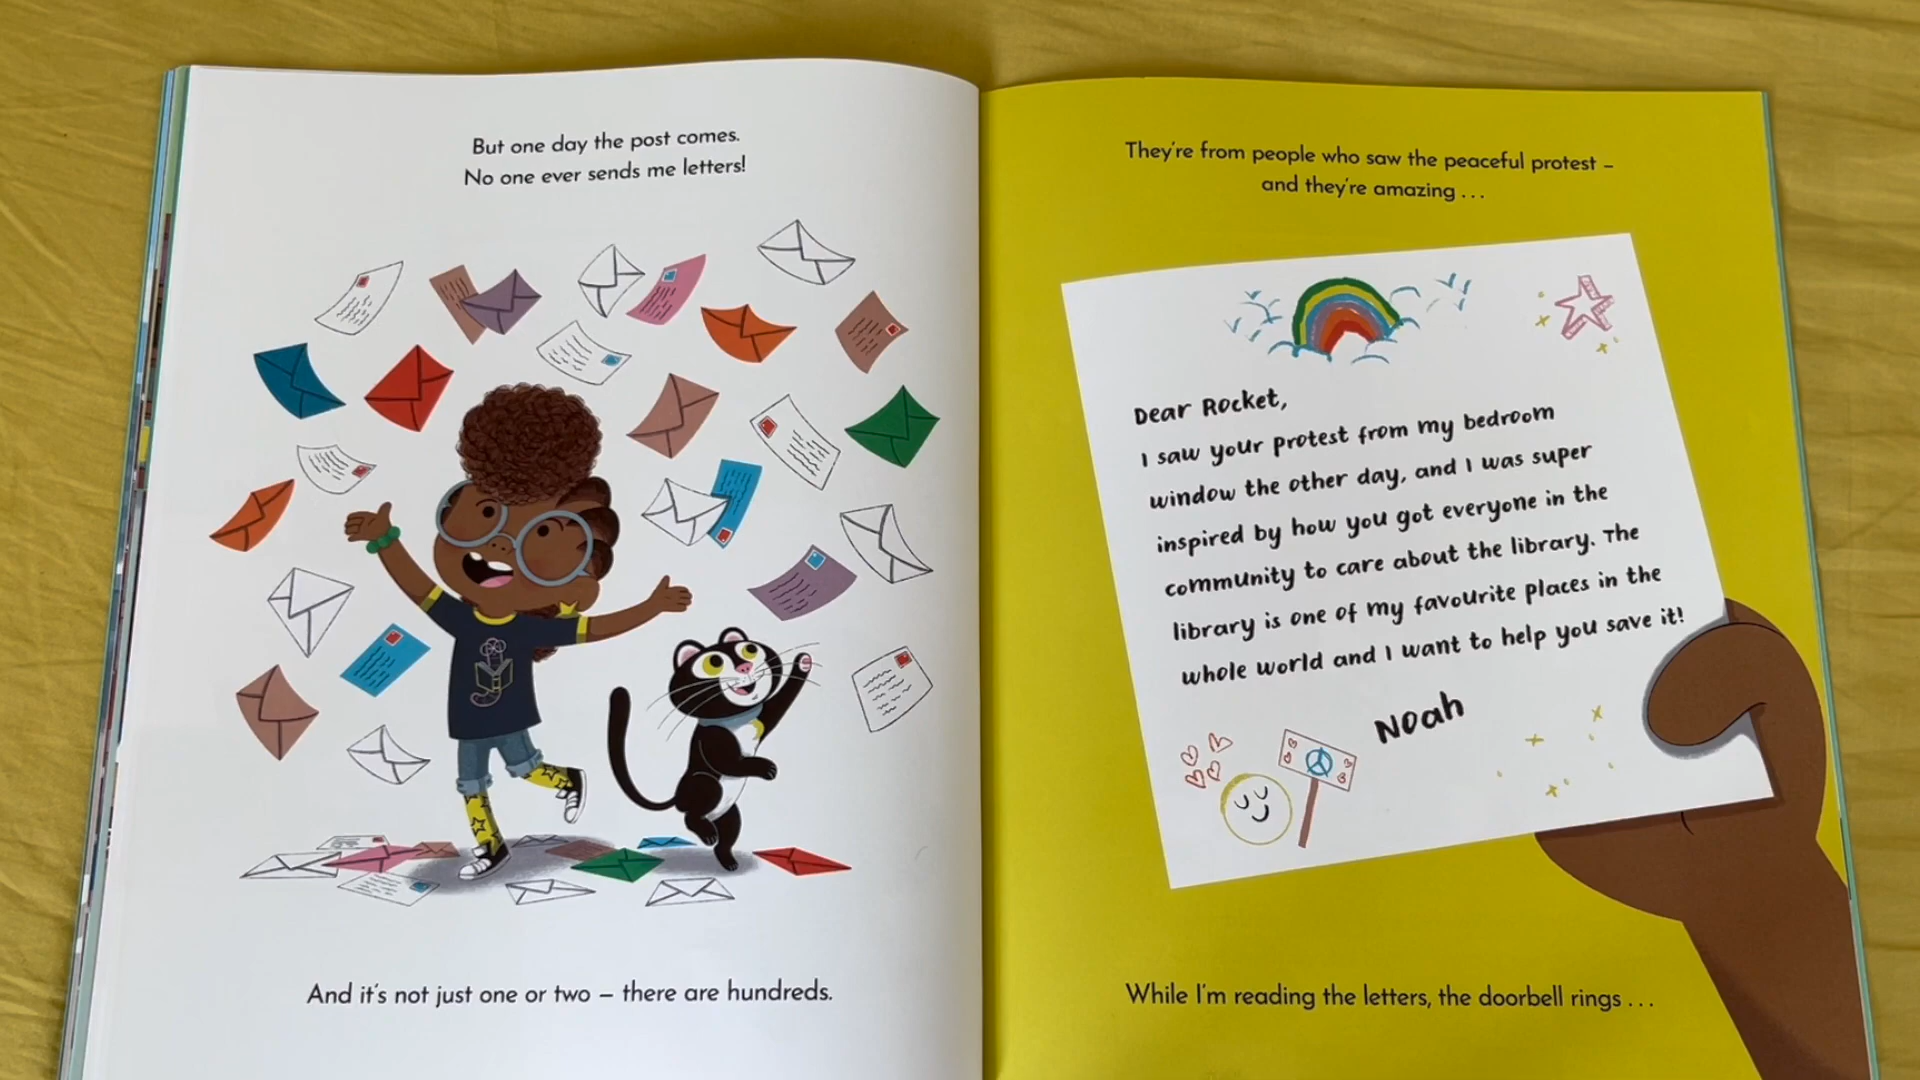 But one day the post comes.
No one ever sends me letters!
And it's not just one or two – there are hundreds.
They're from people who saw the peaceful protest –
and they're amazing . . .
Dear Rocket,
I saw your protest from my bedroom
window the other day, and I was super
inspired by how you got everyone in the
community to care about the library. The
library is one of my favourite places in the
whole world and I want to help you save it!
Noah
While I'm reading the letters, the doorbell rings . . .